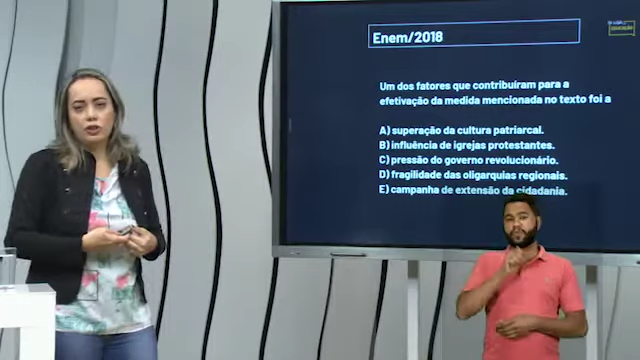 Enem/2018
EDUCAÇÃO
Um dos fatores que contribuíram para a
efetivação da medida mencionada no texto foi a
A) superação da cultura patriarcal.
B) influência de igrejas protestantes.
C) pressão do governo revolucionário.
D) fragilidade das oligarquias regionais.
E) campanha de extensão da cidadania.